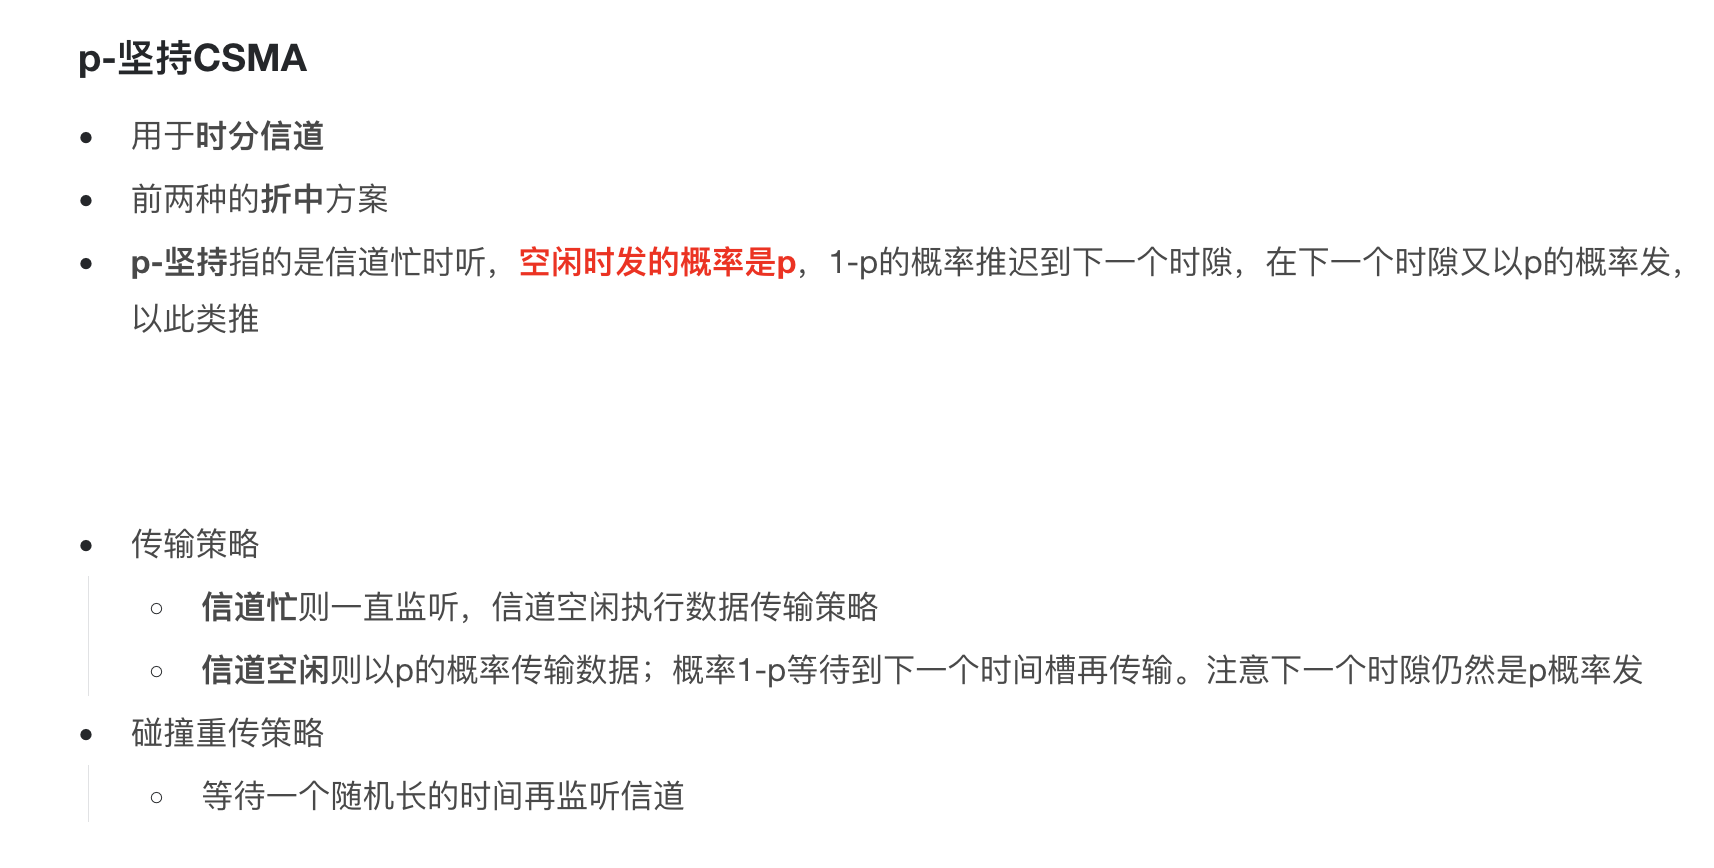 p-坚持CSMA
用于时分信道
前两种的折中方案
p-坚持指的是信道忙时听，空闲时发的概率是p，1-p的概率推迟到下一个时隙，在下一个时隙又以p的概率发，
以此类推
传输策略
信道忙则一直监听，信道空闲执行数据传输策略
信道空闲则以p的概率传输数据；概率1-p等待到下一个时间槽再传输。注意下一个时隙仍然是p概率发
碰撞重传策略
等待一个随机长的时间再监听信道